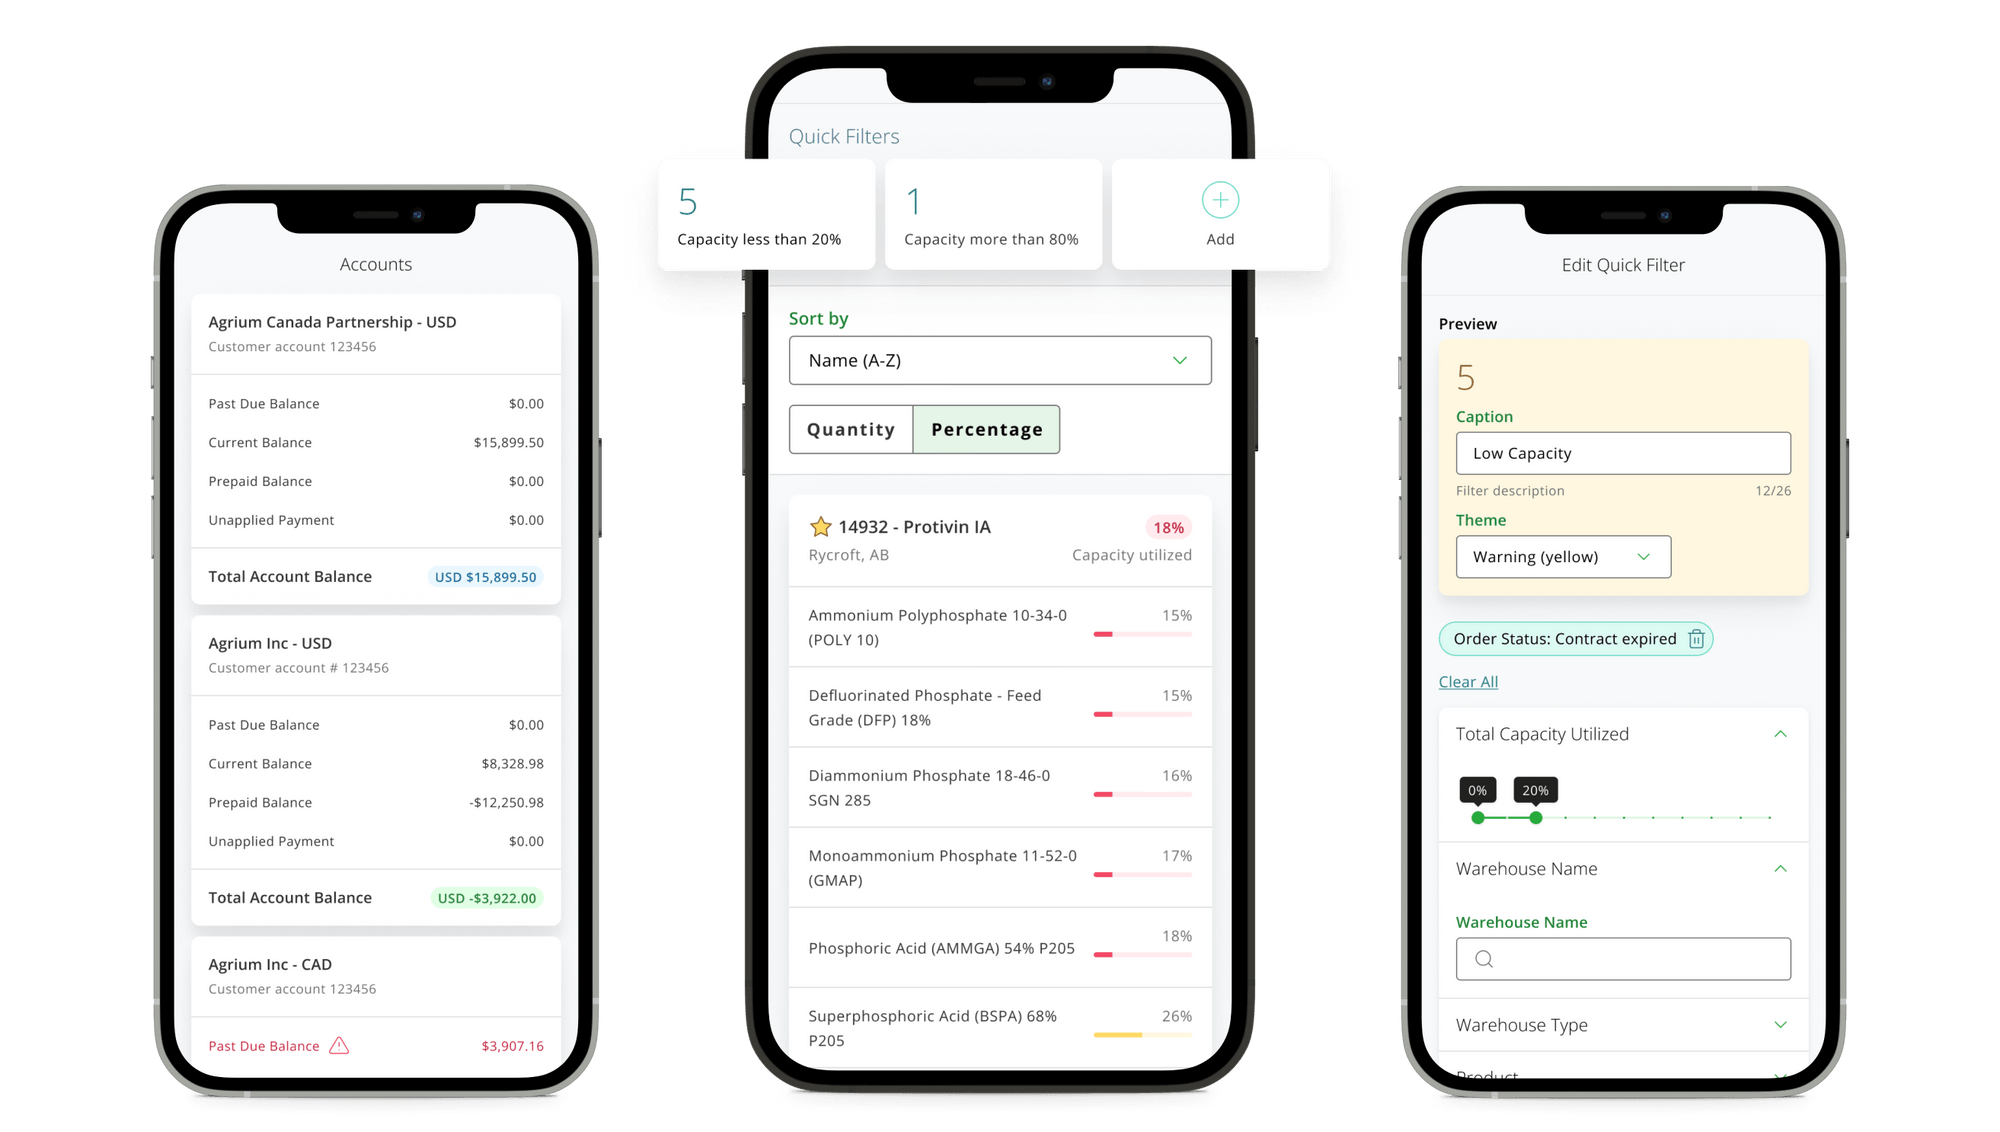 Accounts
Agrium Canada Partnership - USD
Customer account 123456
Past Due Balance $0.00
Current Balance $15,899.50
Prepaid Balance $0.00
Unapplied Payment $0.00
Total Account Balance USD $15,899.50
Agrium Inc - USD
Customer account # 123456
Past Due Balance $0.00
Current Balance $8,328.98
Prepaid Balance -$12,250.98
Unapplied Payment $0.00
Total Account Balance USD -$3,922.00
Agrium Inc - CAD
Customer account 123456
Past Due Balance $3,907.16
Quick Filters
5
Capacity less than 20%
1
Capacity more than 80%
Add
Sort by
Name (A-Z)
Quantity Percentage
14932 - Protivin IA 18%
Rycroft, AB Capacity utilized
Ammonium Polyphosphate 10-34-0 15%
(POLY 10)
Defluorinated Phosphate - Feed 15%
Grade (DFP) 18%
Diammonium Phosphate 18-46-0 16%
SGN 285
Monoammonium Phosphate 11-52-0 17%
(GMAP)
Phosphoric Acid (AMMGA) 54% P205 18%
Superphosphoric Acid (BSPA) 68% 26%
P205
Edit Quick Filter
Preview
5
Caption
Low Capacity
Filter description 12/26
Theme
Warning (yellow)
Order Status: Contract expired
Clear All
Total Capacity Utilized
0% 20%
Warehouse Name
Warehouse Name
Warehouse Type
Product